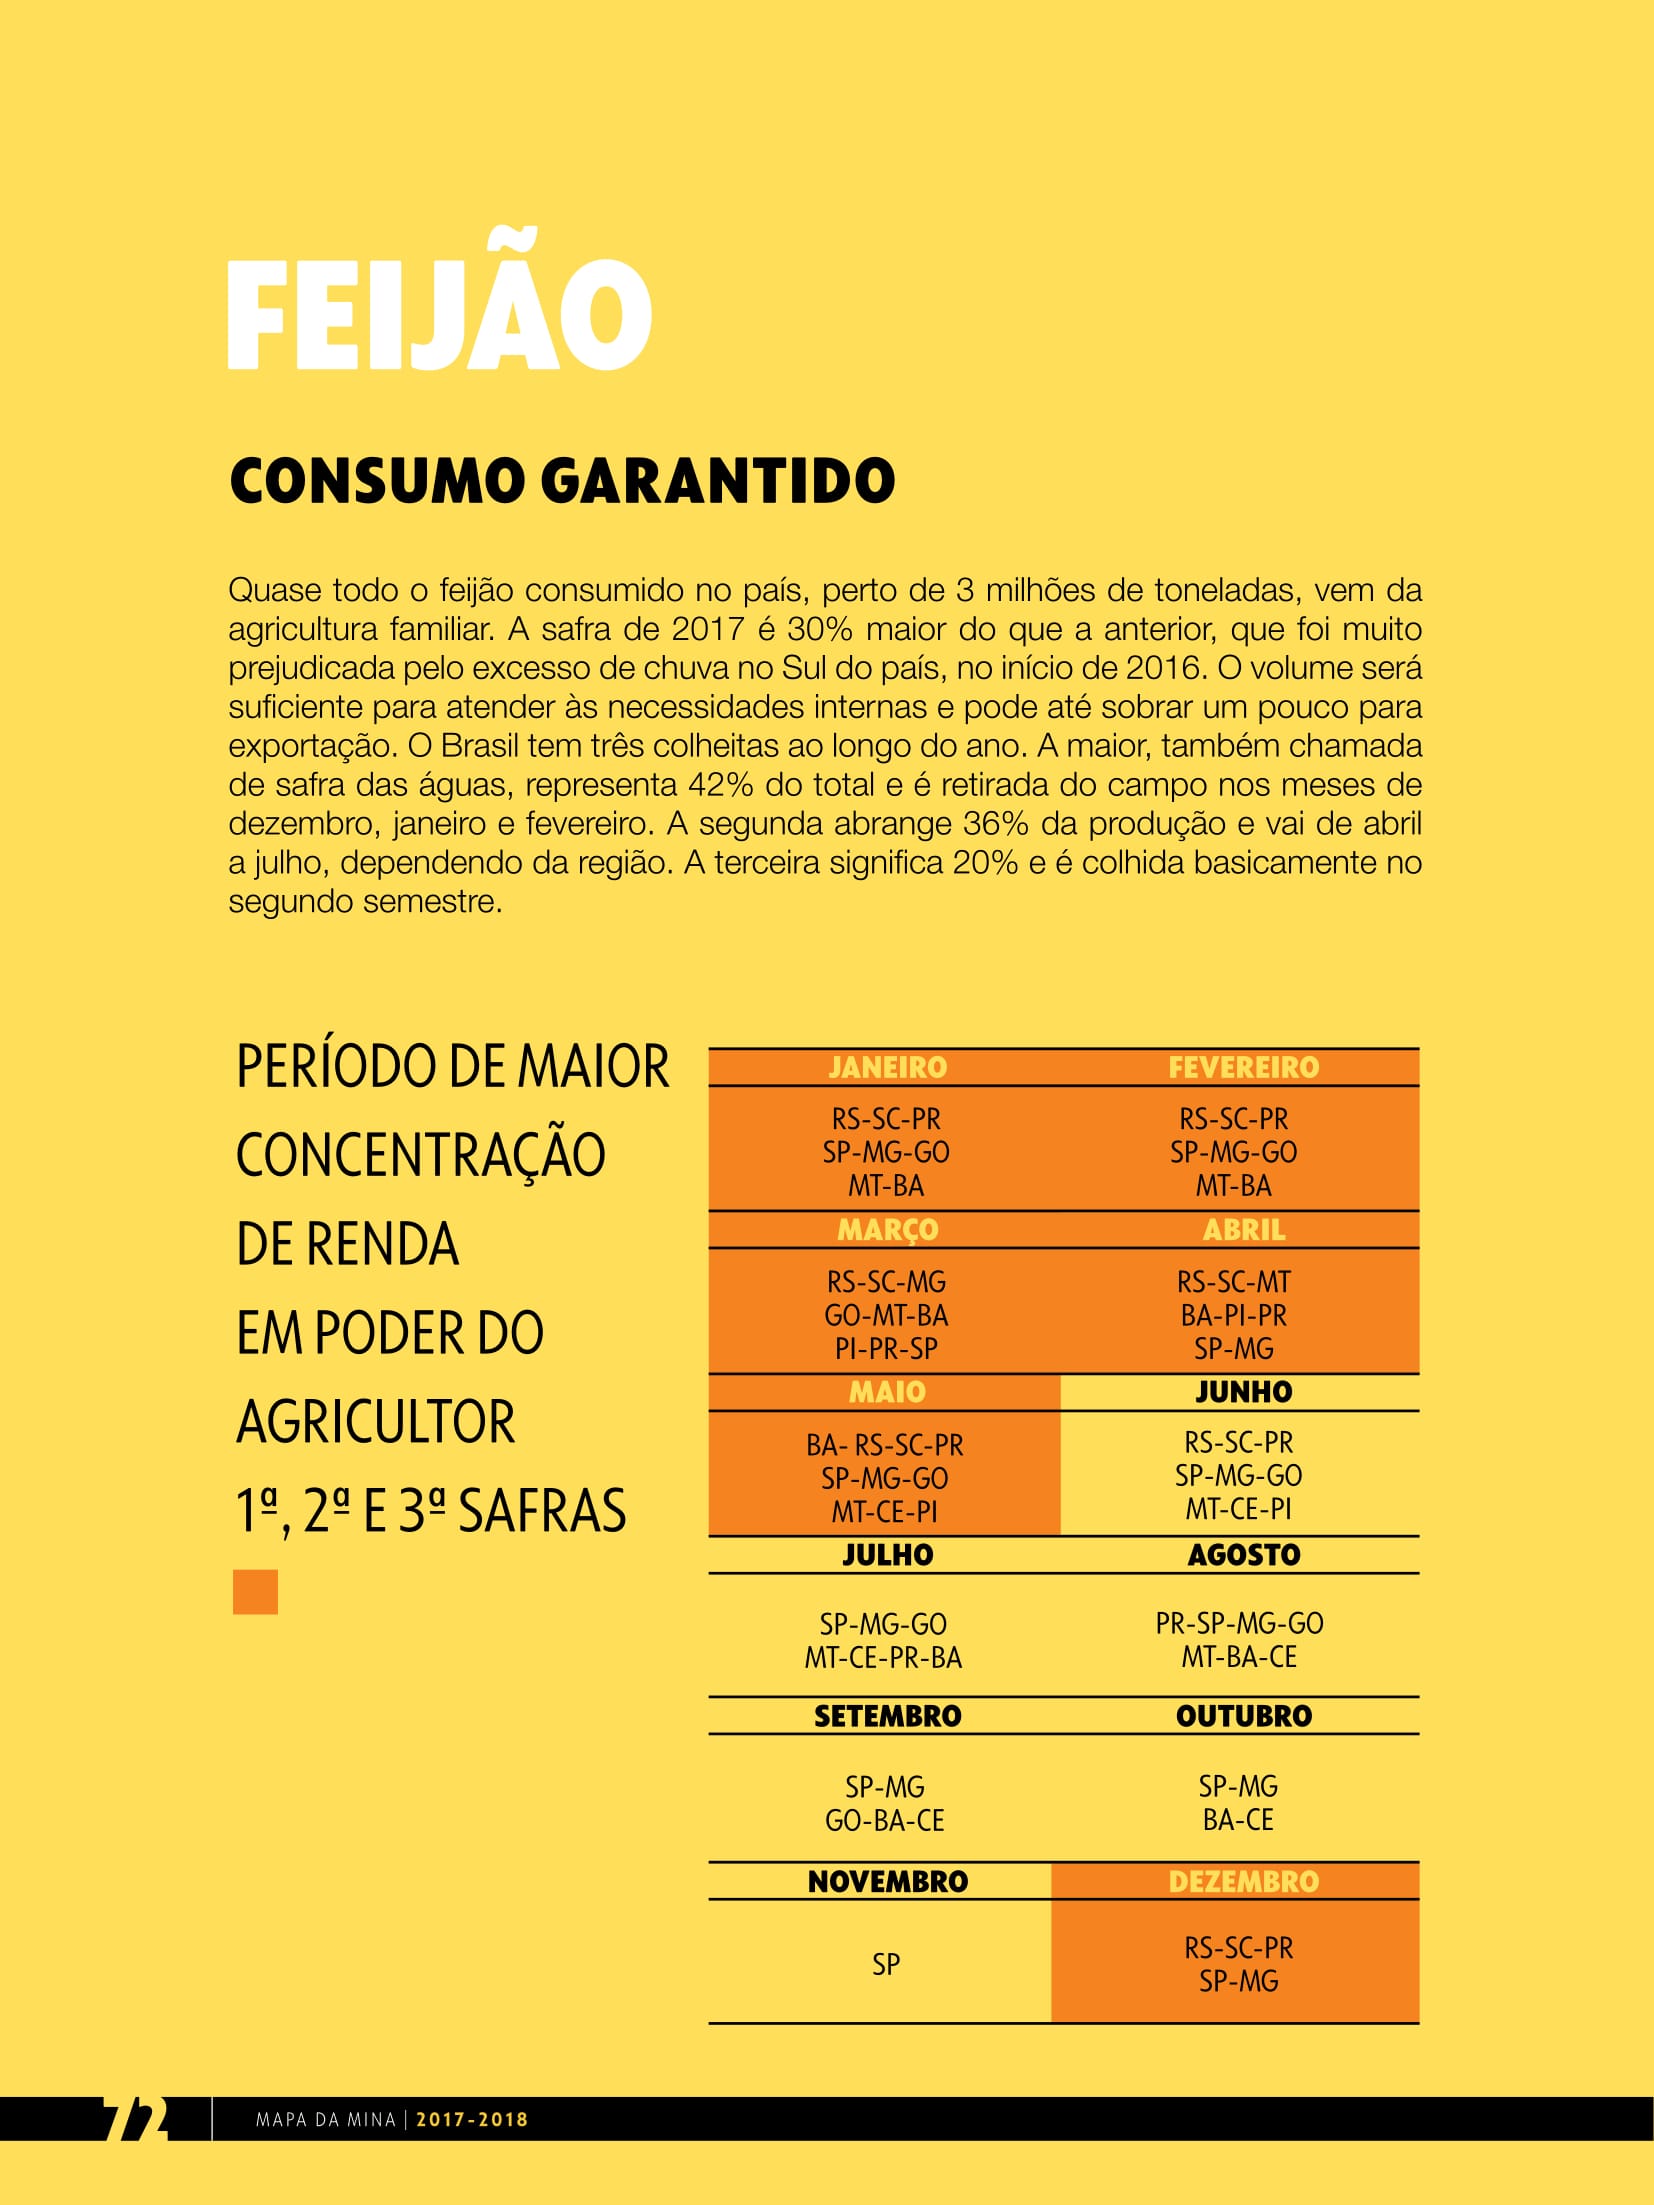 FEIJÃO
CONSUMO GARANTIDO
Quase todo o feijão consumido no país, perto de 3 milhões de toneladas, vem da
agricultura familiar. A safra de 2017 é 30% maior do que a anterior, que foi muito
prejudicada pelo excesso de chuva no Sul do país, no início de 2016. O volume será
suficiente para atender às necessidades internas e pode até sobrar um pouco para
exportação. O Brasil tem três colheitas ao longo do ano. A maior, também chamada
de safra das águas, representa 42% do total e é retirada do campo nos meses de
dezembro, janeiro e fevereiro. A segunda abrange 36% da produção e vai de abril
a julho, dependendo da região. A terceira significa 20% e é colhida basicamente no
segundo semestre.
PERÍODO DE MAIOR
CONCENTRAÇÃO
DE RENDA
EM PODER DO
AGRICULTOR
1ª, 2ª E 3ª SAFRAS
JANEIRO FEVEREIRO
RS-SC-PR RS-SC-PR
SP-MG-GO SP-MG-GO
MT-BA MT-BA
MARÇO ABRIL
RS-SC-MG RS-SC-MT
GO-MT-BA BA-PI-PR
PI-PR-SP SP-MG
MAIO JUNHO
BA- RS-SC-PR RS-SC-PR
SP-MG-GO SP-MG-GO
MT-CE-PI MT-CE-PI
JULHO AGOSTO
SP-MG-GO PR-SP-MG-GO
MT-CE-PR-BA MT-BA-CE
SETEMBRO OUTUBRO
SP-MG SP-MG
GO-BA-CE BA-CE
NOVEMBRO DEZEMBRO
SP RS-SC-PR
SP-MG
72 MAPA DA MINA | 2017-2018